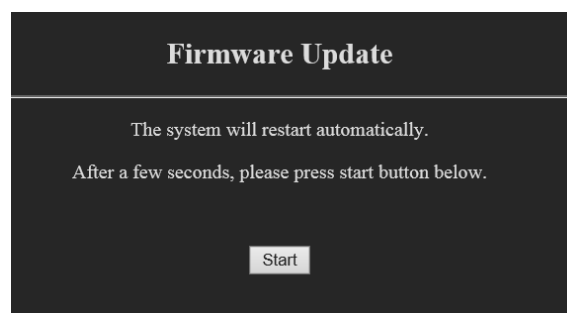 Firmware Update
The system will restart automatically.
After a few seconds, please press start button below.
Start